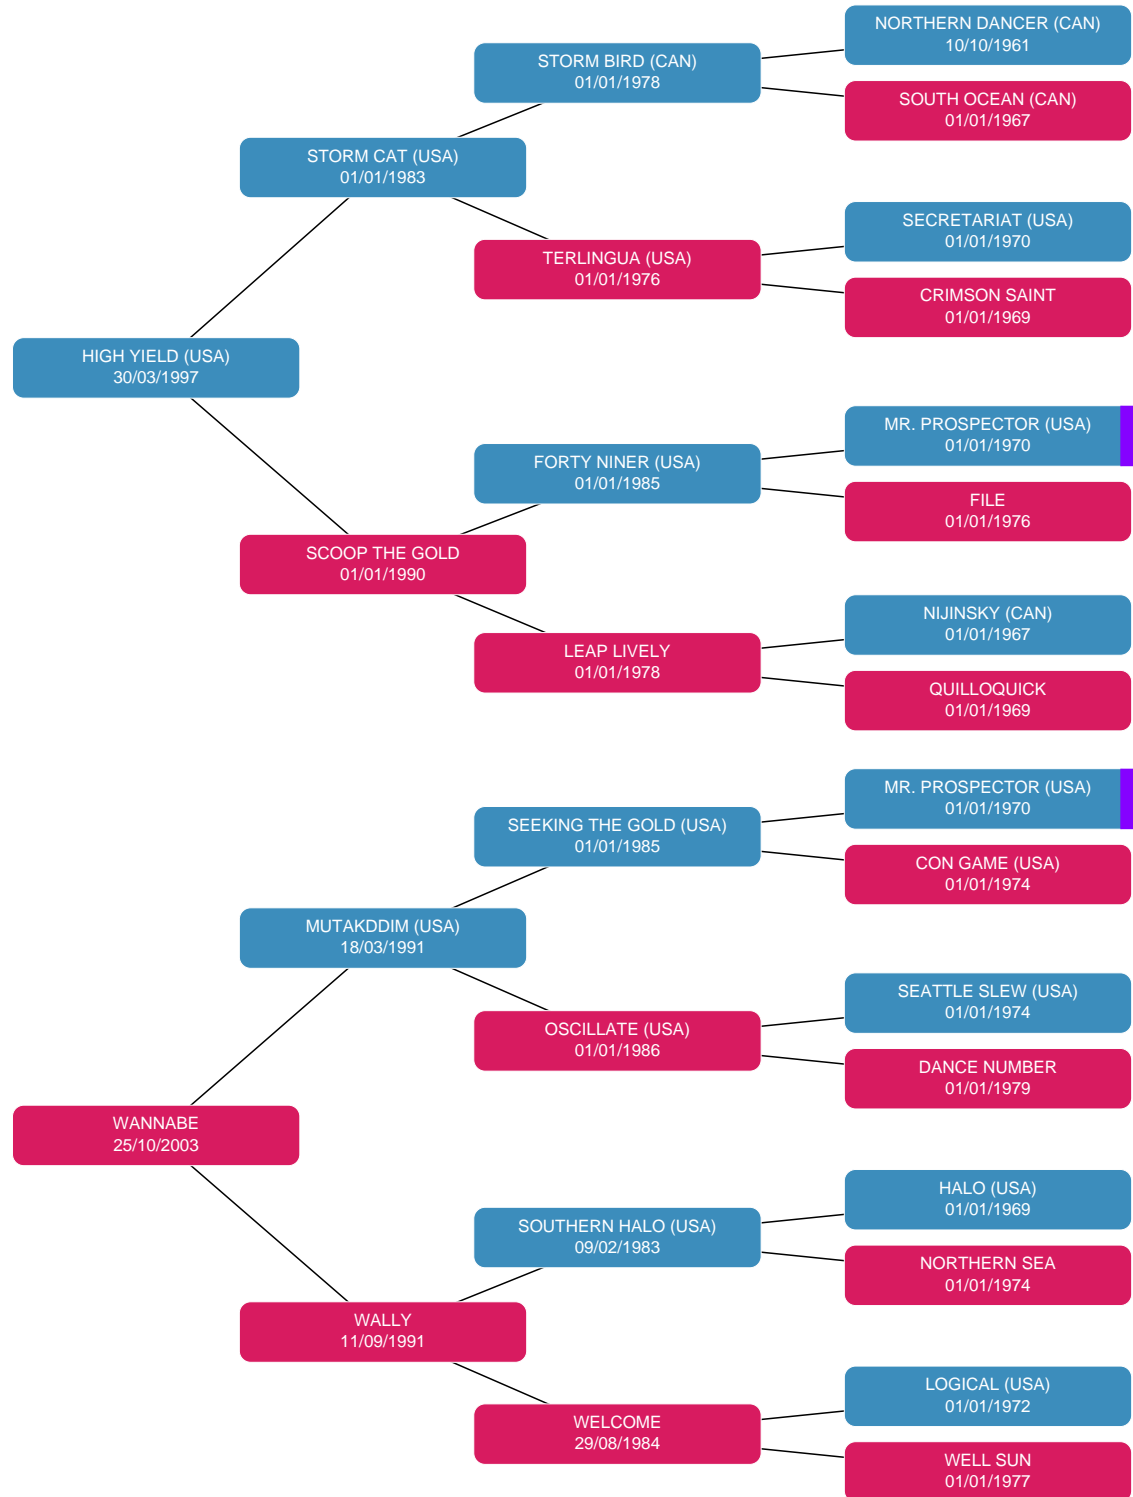 NORTHERN DANCER (CAN)
10/10/1961
STORM BIRD (CAN)
01/01/1978
SOUTH OCEAN (CAN)
01/01/1967
STORM CAT (USA)
01/01/1983
SECRETARIAT (USA)
01/01/1970
TERLINGUA (USA)
01/01/1976
CRIMSON SAINT
01/01/1969
HIGH YIELD (USA)
30/03/1997
MR. PROSPECTOR (USA)
01/01/1970
FORTY NINER (USA)
01/01/1985
FILE
01/01/1976
SCOOP THE GOLD
01/01/1990
NIJINSKY (CAN)
01/01/1967
LEAP LIVELY
01/01/1978
QUILLOQUICK
01/01/1969
MR. PROSPECTOR (USA)
01/01/1970
SEEKING THE GOLD (USA)
01/01/1985
CON GAME (USA)
01/01/1974
MUTAKDDIM (USA)
18/03/1991
SEATTLE SLEW (USA)
01/01/1974
OSCILLATE (USA)
01/01/1986
DANCE NUMBER
01/01/1979
WANNABE
25/10/2003
HALO (USA)
01/01/1969
SOUTHERN HALO (USA)
09/02/1983
NORTHERN SEA
01/01/1974
WALLY
11/09/1991
LOGICAL (USA)
01/01/1972
WELCOME
29/08/1984
WELL SUN
01/01/1977